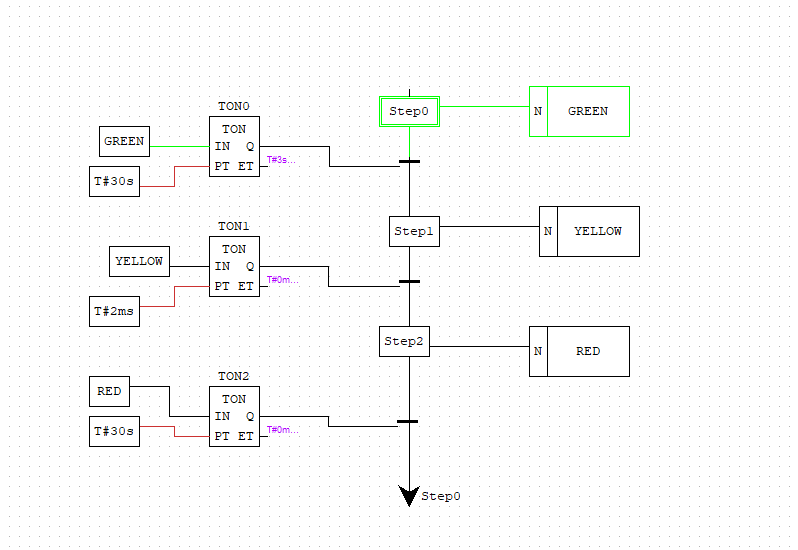 TON0
Step0
N GREEN
TON
GREEN
IN Q
T#3s...
PT ET
T#30s
TON1
Step1
N YELLOW
TON
YELLOW
IN Q
T#0m...
PT ET
T#2ms
Step2
N RED
TON2
RED
TON
IN Q
T#0m...
T#30s
PT ET
Step0